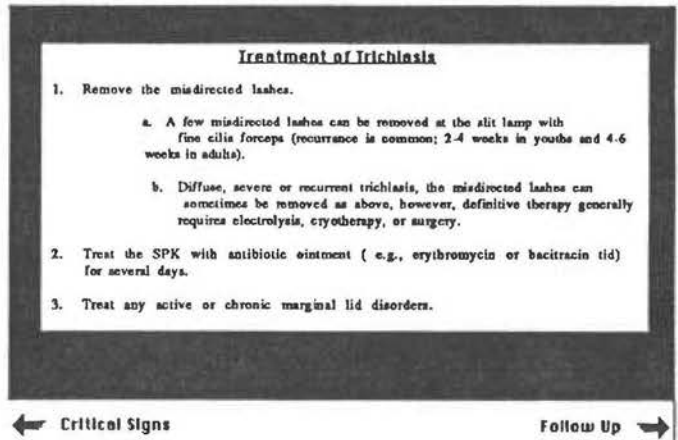 Treatment of Trichiasis
1. Remove the misdirected lashes.
a. A few misdirected lashes can be removed at the slit lamp with
fine cilia forceps (recurrance is common; 2-4 weeks in youths and 4-6
weeks in adults).
b. Diffuse, severe or recurrent trichiasis, the misdirected lashes can
sometimes be removed as above, however, definitive therapy generally
requires electrolysis, cryotherapy, or surgery.
2. Treat the SPK with antibiotic ointment ( e.g., erythromycin or bacitracin tid)
for several days.
3. Treat any active or chronic marginal lid disorders.
Critical Signs
Follow Up